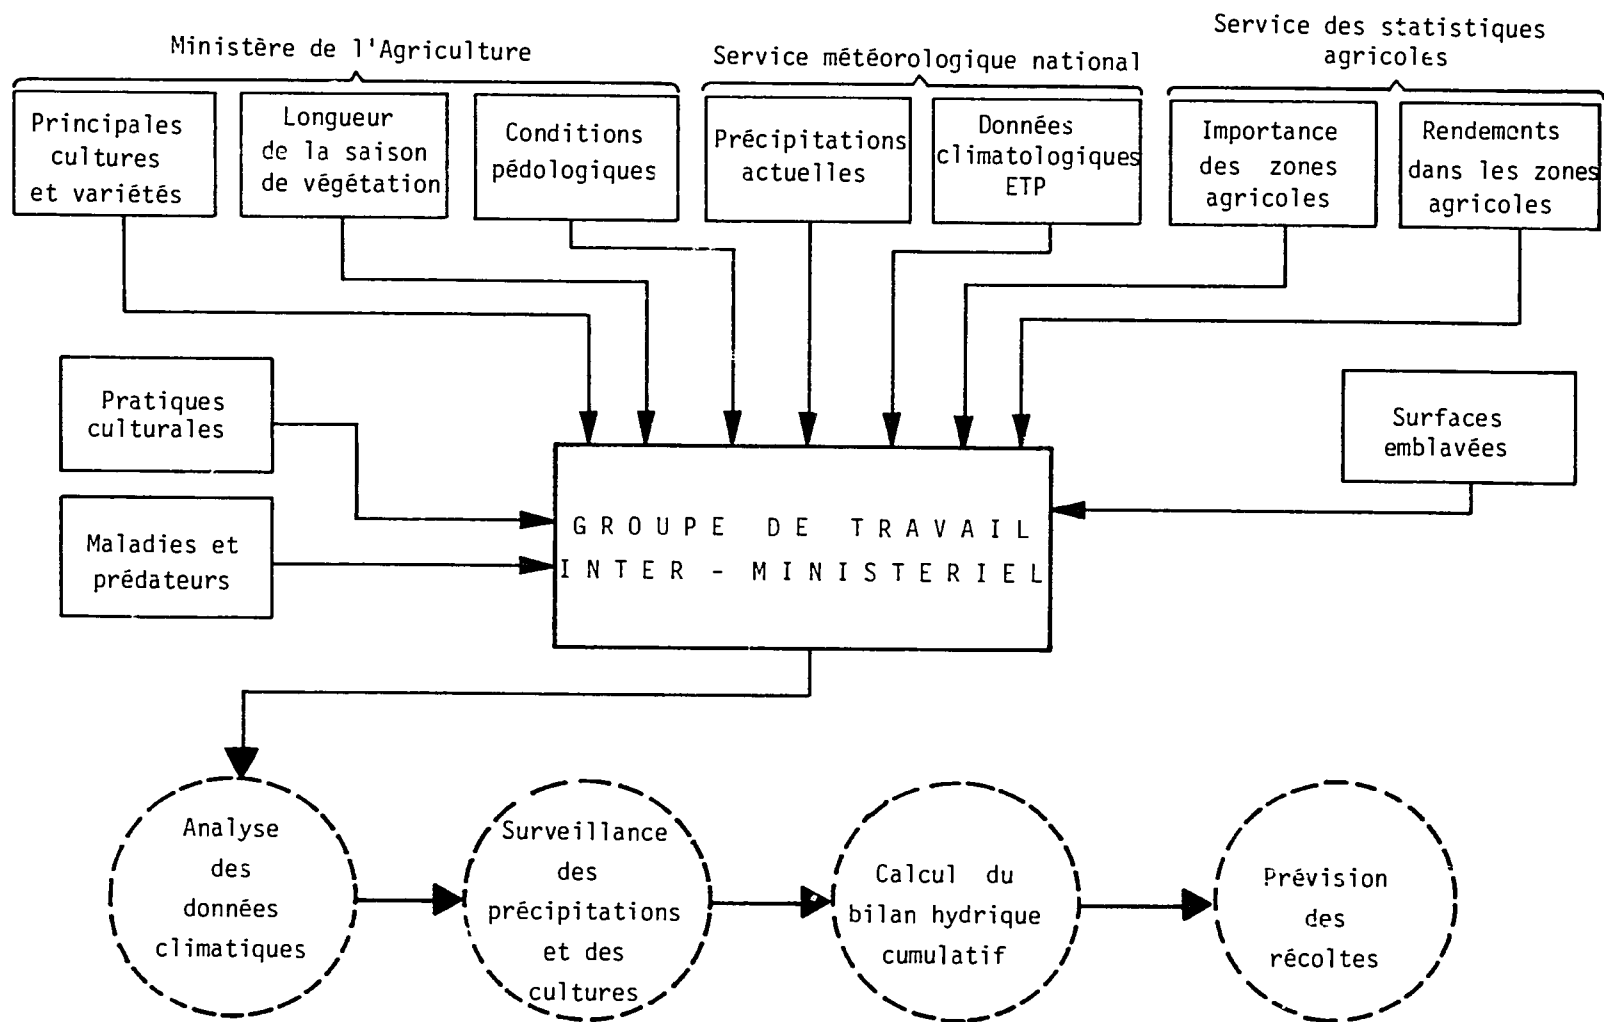 Ministère de l'Agriculture
Service météorologique national
Service des statistiques
agricoles
Principales
cultures
et variétés
Longueur
de la saison
de végétation
Conditions
pédologiques
Précipitations
actuelles
Données
climatologiques
ETP
Importance
des zones
agricoles
Rendements
dans les zones
agricoles
Pratiques
culturales
Maladies et
prédateurs
Surfaces
emblavées
GROUPE DE TRAVAIL
INTER - MINISTERIEL
Analyse
des
données
climatiques
Surveillance
des
précipitations
et des
cultures
Calcul du
bilan hydrique
cumulatif
Prévision
des
récoltes